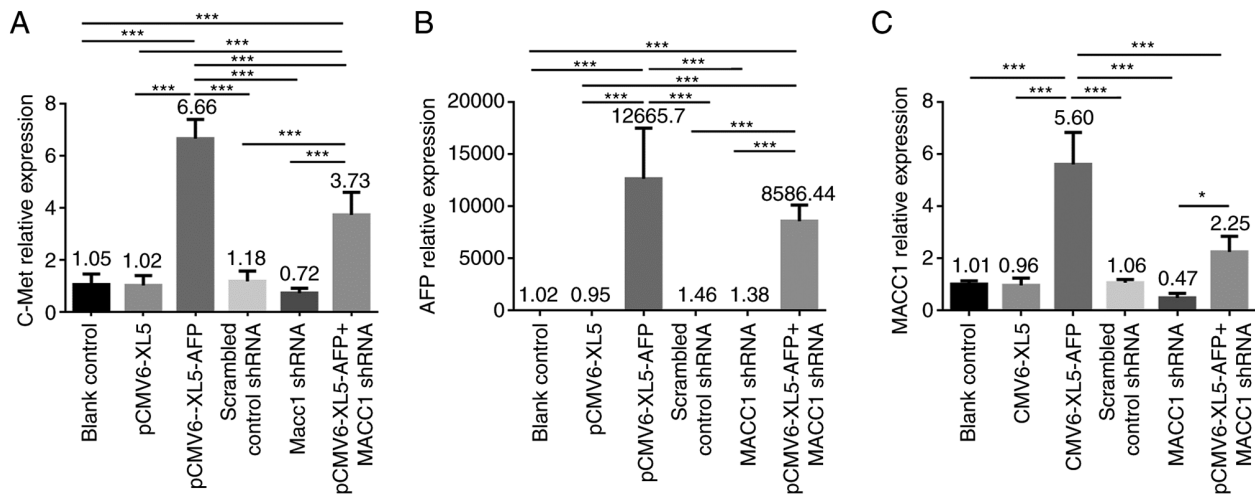 A
***
***
***
***
***
***
***
***
***
C-Met relative expression
8
6
4
2
0
1.05
1.02
6.66
1.18
0.72
3.73
Blank control
pCMV6-XL5
pCMV6--XL5-AFP
Scrambled
control shRNA
Macc1 shRNA
pCMV6-XL5-AFP+
MACC1 shRNA
B
***
***
***
***
***
***
***
***
AFP relative expression
20000
15000
10000
5000
0
1.02
0.95
12665.7
1.46
1.38
8586.44
Blank control
pCMV6-XL5
pCMV6-XL5-AFP
Scrambled
control shRNA
MACC1 shRNA
pCMV6-XL5-AFP+
MACC1 shRNA
C
***
***
***
***
***
*
MACC1 relative expression
8
6
4
2
0
1.01
0.96
5.60
1.06
0.47
2.25
Blank control
CMV6-XL5
CMV6-XL5-AFP
Scrambled
control shRNA
MACC1 shRNA
pCMV6-XL5-AFP+
MACC1 shRNA